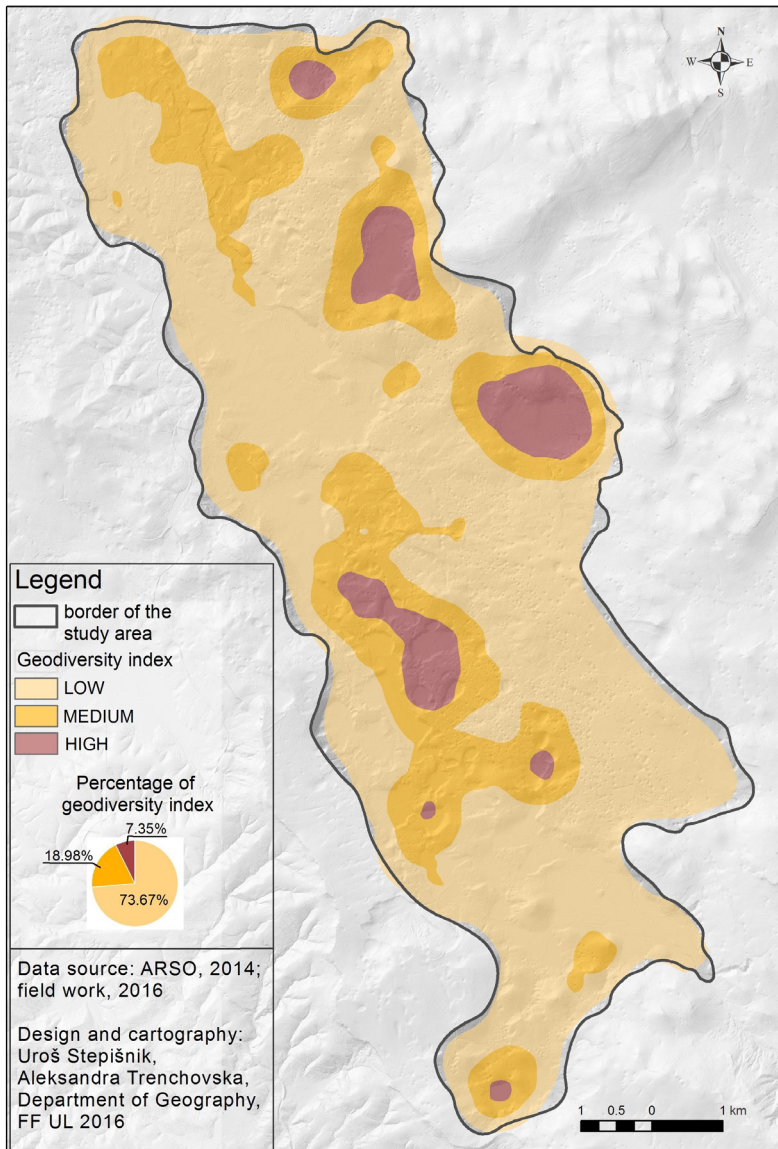 N
W E
S
Legend
border of the
study area
Geodiversity index
LOW
MEDIUM
HIGH
Percentage of
geodiversity index
7.35%
18.98%
73.67%
Data source: ARSO, 2014;
field work, 2016
Design and cartography:
Uroš Stepišnik,
Aleksandra Trenchovska,
Department of Geography,
FF UL 2016
1 0.5 0 1 km